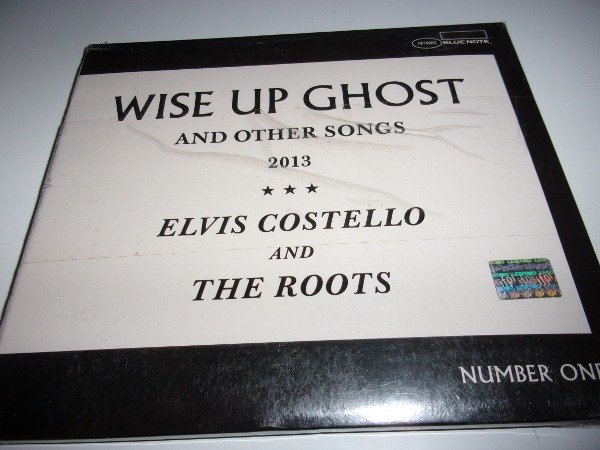 BLUE NOTE
WISE UP GHOST
AND OTHER SONGS
2013
★ ★ ★
ELVIS COSTELLO
AND
THE ROOTS
NUMBER ONE